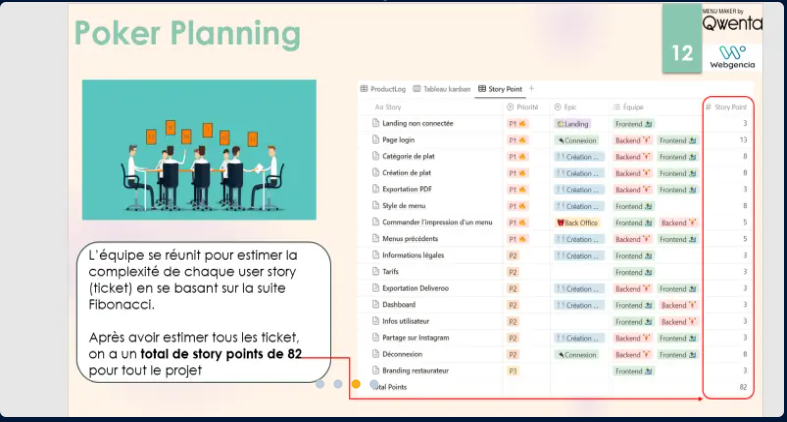 Poker Planning
12
MENU MAKER by
Qwenta
Webgencia
ProductLog Tableau kanban Story Point +
Aa Story Priorité Epic Équipe # Story Point
Landing non connectée P1 Landing Frontend 3
Page login P1 Connexion Backend Frontend 13
Catégorie de plat P1 Création ... Backend Frontend 8
Création de plat P1 Création ... Backend Frontend 8
Exportation PDF P1 Création ... Backend Frontend 3
Style de menu P1 Création ... Frontend 8
Commander l'impression d'un menu P1 Back Office Frontend Backend 5
Menus précédents P1 Création ... Backend Frontend 5
Informations légales P2 Création ... Frontend 3
Tarifs P2 Frontend 3
Exportation Deliveroo P2 Création ... Backend Frontend 3
Dashboard P2 Création ... Frontend Backend 3
Infos utilisateur P2 Frontend Backend 3
Partage sur Instagram P2 Création ... Backend Frontend 3
Déconnexion P2 Connexion Backend Frontend 8
Branding restaurateur P3 Frontend 3
tal Points 82
L'équipe se réunit pour estimer la
complexité de chaque user story
(ticket) en se basant sur la suite
Fibonacci.
Après avoir estimer tous les ticket,
on a un total de story points de 82
pour tout le projet